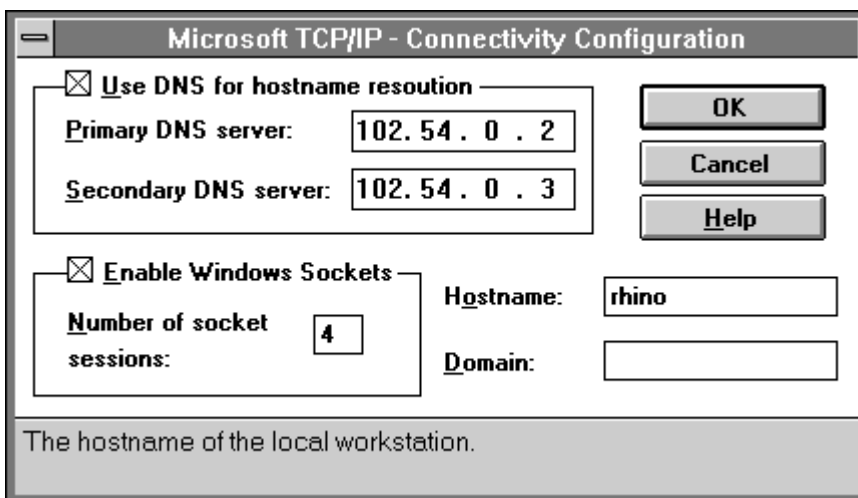 Microsoft TCP/IP - Connectivity Configuration
Use DNS for hostname resoution
Primary DNS server: 102. 54 . 0 . 2
Secondary DNS server: 102. 54 . 0 . 3
OK
Cancel
Help
Enable Windows Sockets
Number of socket
sessions: 4
Hostname: rhino
Domain:
The hostname of the local workstation.